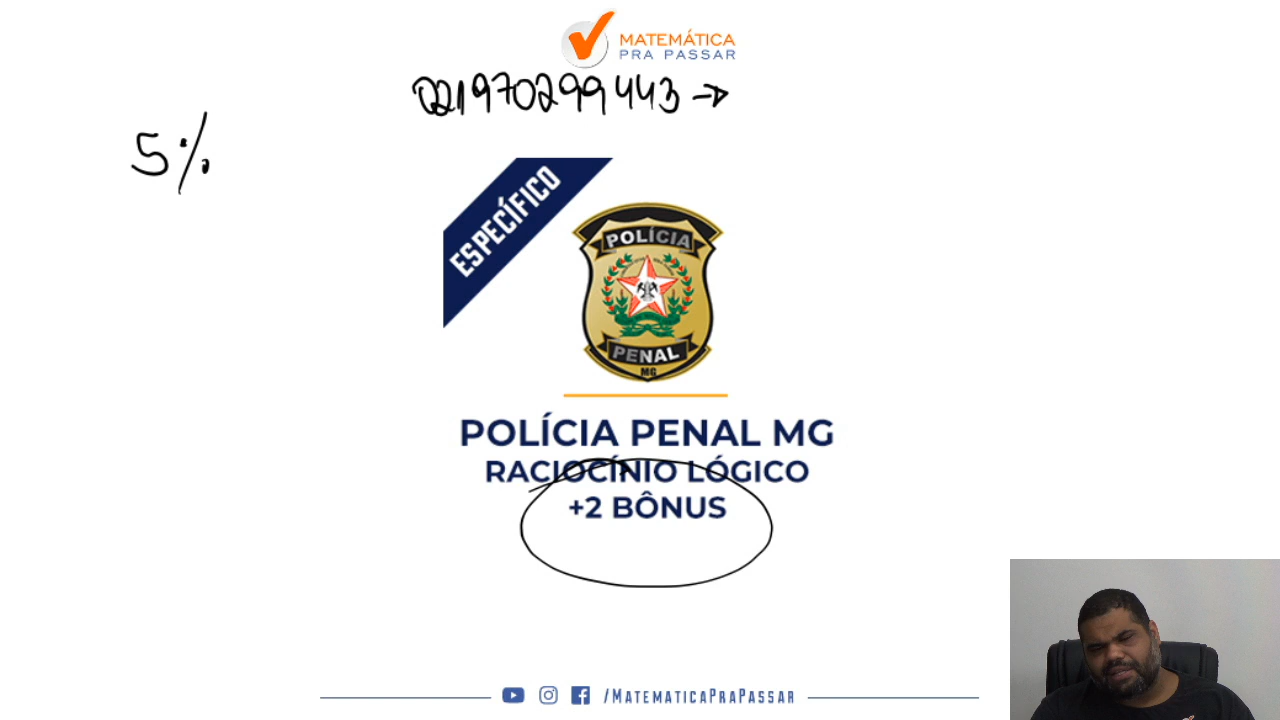 MATEMÁTICA
PRA PASSAR
021970299443
5%
ESPECÍFICO
POLÍCIA
PENAL
MG
POLÍCIA PENAL MG
RACIOCÍNIO LÓGICO
+2 BÔNUS
/MATEMATICAPRAPASSAR